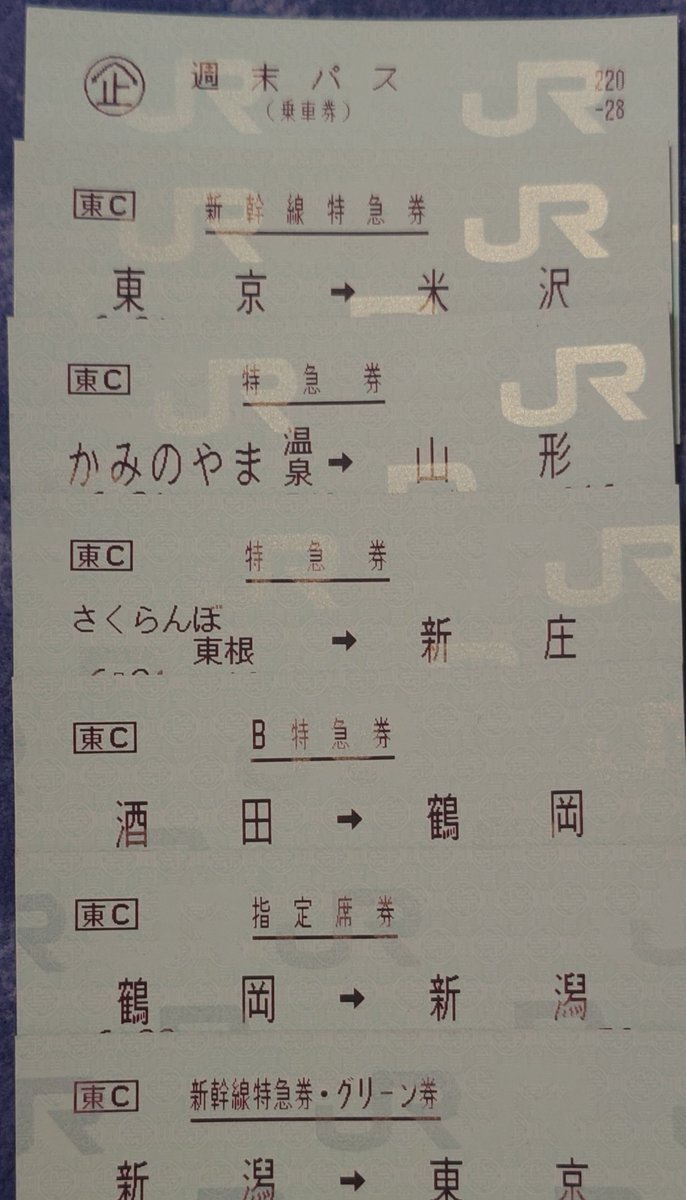 企 週末パス 220
（乗車券） -28
東C 新幹線特急券
東京 ➡ 米沢
東C 特急券
かみのやま温泉 ➡ 山形
東C 特急券
さくらんぼ東根 ➡ 新庄
東C B特急券
酒田 ➡ 鶴岡
東C 指定席券
鶴岡 ➡ 新潟
東C 新幹線特急券・グリーン券
新潟 ➡ 東京